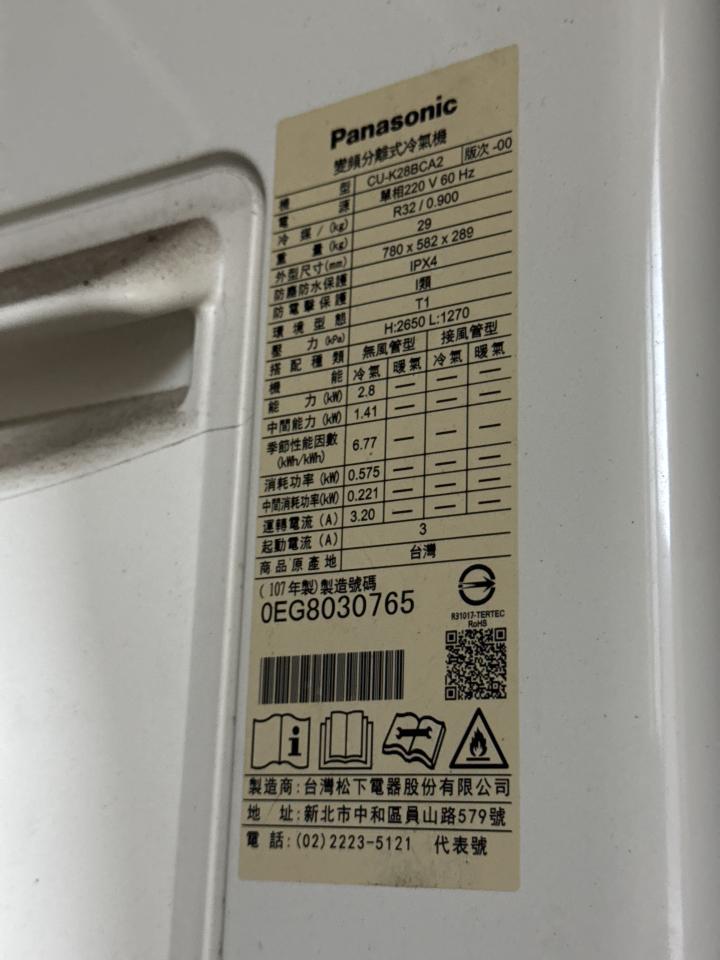 Panasonic
變頻分離式冷氣機
機 型 CU-K28BCA2 版次 -00
電 源 單相220 V 60 Hz
冷 媒/(kg) R32 / 0.900
重 量(kg) 29
外型尺寸(mm) 780 x 582 x 289
防塵防水保護 IPX4
防電擊保護 I類
環境型態 T1
壓 力(kPa) H:2650 L:1270
搭配種類 無風管型 接風管型
機 能 冷氣 暖氣 冷氣 暖氣
能 力(kW) 2.8 — — —
中間能力(kW) 1.41 — — —
季節性能因數 6.77 — — —
(kWh/kWh)
消耗功率(kW) 0.575 — — —
中間消耗功率(kW) 0.221 — — —
運轉電流(A) 3.20 — — —
起動電流(A) 3
商品原產地 台灣
(107年製)製造號碼
0EG8030765
R31017-TERTEC
RoHS
製造商:台灣松下電器股份有限公司
地 址:新北市中和區員山路579號
電 話:(02)2223-5121 代表號